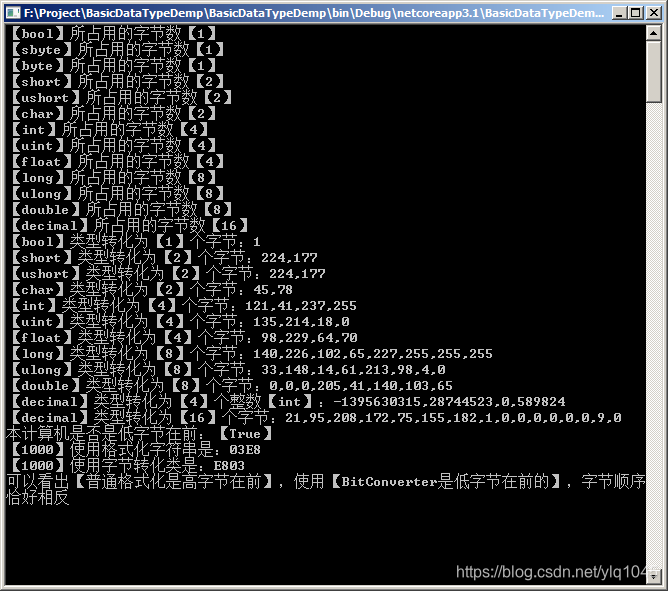 F:\Project\BasicDataTypeDemp\BasicDataTypeDemp\bin\Debug\netcoreapp3.1\BasicDataTypeDem...
【bool】所占用的字节数【1】
【sbyte】所占用的字节数【1】
【byte】所占用的字节数【1】
【short】所占用的字节数【2】
【ushort】所占用的字节数【2】
【char】所占用的字节数【2】
【int】所占用的字节数【4】
【uint】所占用的字节数【4】
【float】所占用的字节数【4】
【long】所占用的字节数【8】
【ulong】所占用的字节数【8】
【double】所占用的字节数【8】
【decimal】所占用的字节数【16】
【bool】类型转化为【1】个字节：1
【short】类型转化为【2】个字节：224,177
【ushort】类型转化为【2】个字节：224,177
【char】类型转化为【2】个字节：45,78
【int】类型转化为【4】个字节：121,41,237,255
【uint】类型转化为【4】个字节：135,214,18,0
【float】类型转化为【4】个字节：98,229,64,70
【long】类型转化为【8】个字节：140,226,102,65,227,255,255,255
【ulong】类型转化为【8】个字节：33,148,14,61,213,98,4,0
【double】类型转化为【8】个字节：0,0,0,205,41,140,103,65
【decimal】类型转化为【4】个整数【int】：-1395630315,28744523,0,589824
【decimal】类型转化为【16】个字节：21,95,208,172,75,155,182,1,0,0,0,0,0,0,9,0
本计算机是否是低字节在前：【True】
【1000】使用格式化字符串是：03E8
【1000】使用字节转化类是：E803
可以看出【普通格式化是高字节在前】，使用【BitConverter是低字节在前的】，字节顺序
恰好相反
https://blog.csdn.net/ylq104